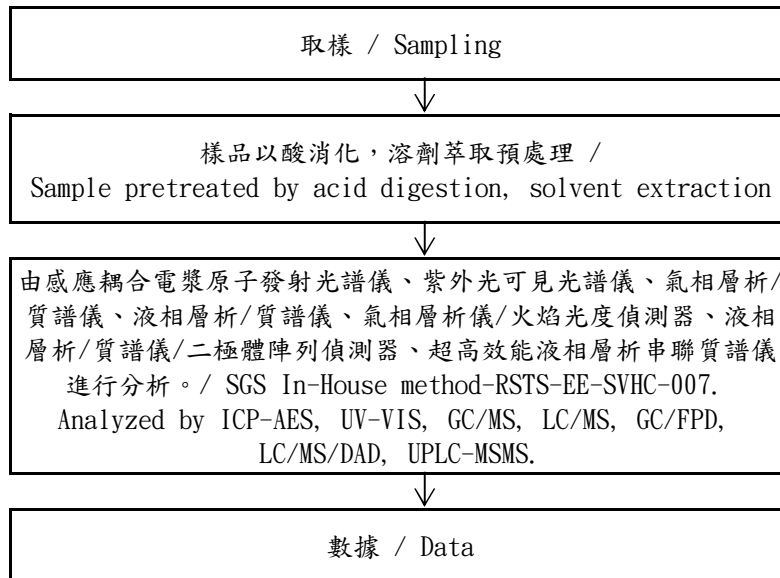 取樣 / Sampling
樣品以酸消化，溶劑萃取預處理 /
Sample pretreated by acid digestion, solvent extraction
由感應耦合電漿原子發射光譜儀、紫外光可見光譜儀、氣相層析/
質譜儀、液相層析/質譜儀、氣相層析儀/火焰光度偵測器、液相
層析/質譜儀/二極體陣列偵測器、超高效能液相層析串聯質譜儀
進行分析。/ SGS In-House method-RSTS-EE-SVHC-007.
Analyzed by ICP-AES, UV-VIS, GC/MS, LC/MS, GC/FPD,
LC/MS/DAD, UPLC-MSMS.
數據 / Data